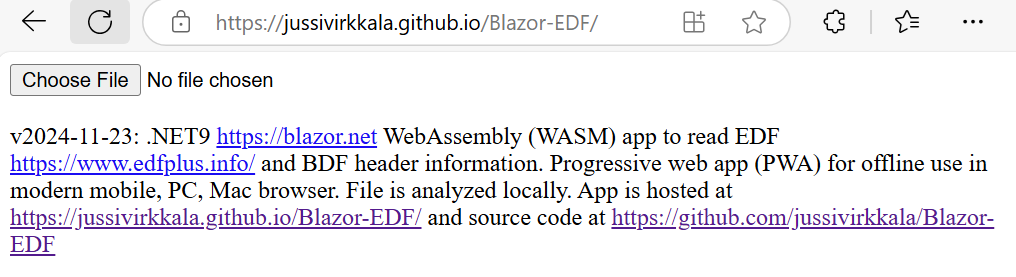 https://jussivirkkala.github.io/Blazor-EDF/
Choose File No file chosen
v2024-11-23: .NET9 https://blazor.net WebAssembly (WASM) app to read EDF
https://www.edfplus.info/ and BDF header information. Progressive web app (PWA) for offline use in
modern mobile, PC, Mac browser. File is analyzed locally. App is hosted at
https://jussivirkkala.github.io/Blazor-EDF/ and source code at https://github.com/jussivirkkala/Blazor-
EDF